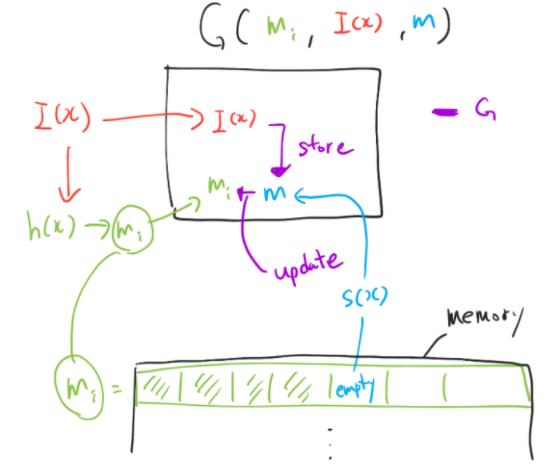 G( mᵢ, I(x), m)
I(x) → I(x)
G
store
mᵢ m
h(x) → mᵢ
update
s(x)
memory
mᵢ = empty
⋮